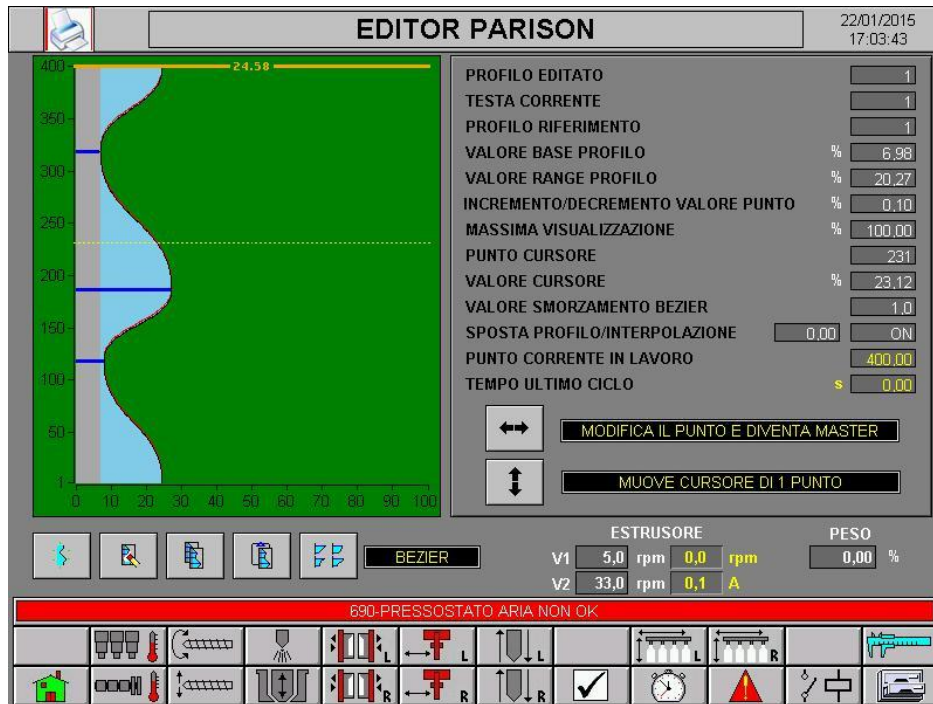 EDITOR PARISON
22/01/2015
17:03:43
24.58
400
350
300
250
200
150
100
50
1
0 10 20 30 40 50 60 70 80 90 100
PROFILO EDITATO 1
TESTA CORRENTE 1
PROFILO RIFERIMENTO 1
VALORE BASE PROFILO % 6,98
VALORE RANGE PROFILO % 20,27
INCREMENTO/DECREMENTO VALORE PUNTO % 0,10
MASSIMA VISUALIZZAZIONE % 100,00
PUNTO CURSORE 231
VALORE CURSORE % 23,12
VALORE SMORZAMENTO BEZIER 1,0
SPOSTA PROFILO/INTERPOLAZIONE 0,00 ON
PUNTO CORRENTE IN LAVORO 400,00
TEMPO ULTIMO CICLO s 0,00
MODIFICA IL PUNTO E DIVENTA MASTER
MUOVE CURSORE DI 1 PUNTO
BEZIER
ESTRUSORE
V1 5,0 rpm 0,0 rpm
V2 33,0 rpm 0,1 A
PESO
0,00 %
690-PRESSOSTATO ARIA NON OK
L L L L R
R R R